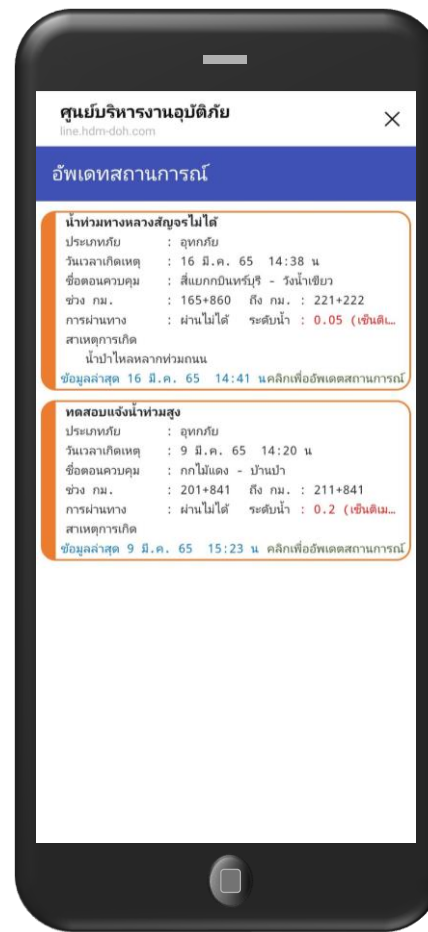 ศูนย์บริหารงานอุบัติภัย
line.hdm-doh.com
อัพเดทสถานการณ์
น้ำท่วมทางหลวงสัญจรไม่ได้
ประเภทภัย : อุทกภัย
วันเวลาเกิดเหตุ : 16 มี.ค. 65 14:38 น
ชื่อตอนควบคุม : สี่แยกกบินทร์บุรี - วังน้ำเขียว
ช่วง กม. : 165+860 ถึง กม. : 221+222
การผ่านทาง : ผ่านไม่ได้ ระดับน้ำ : 0.05 (เซ็นติเ...
สาเหตุการเกิด
น้ำป่าไหลหลากท่วมถนน
ข้อมูลล่าสุด 16 มี.ค. 65 14:41 นคลิกเพื่ออัพเดตสถานการณ์
ทดสอบแจ้งน้ำท่วมสูง
ประเภทภัย : อุทกภัย
วันเวลาเกิดเหตุ : 9 มี.ค. 65 14:20 น
ชื่อตอนควบคุม : กกไม้แดง - บ้านป่า
ช่วง กม. : 201+841 ถึง กม. : 211+841
การผ่านทาง : ผ่านไม่ได้ ระดับน้ำ : 0.2 (เซ็นติเม...
สาเหตุการเกิด
ข้อมูลล่าสุด 9 มี.ค. 65 15:23 น คลิกเพื่ออัพเดตสถานการณ์